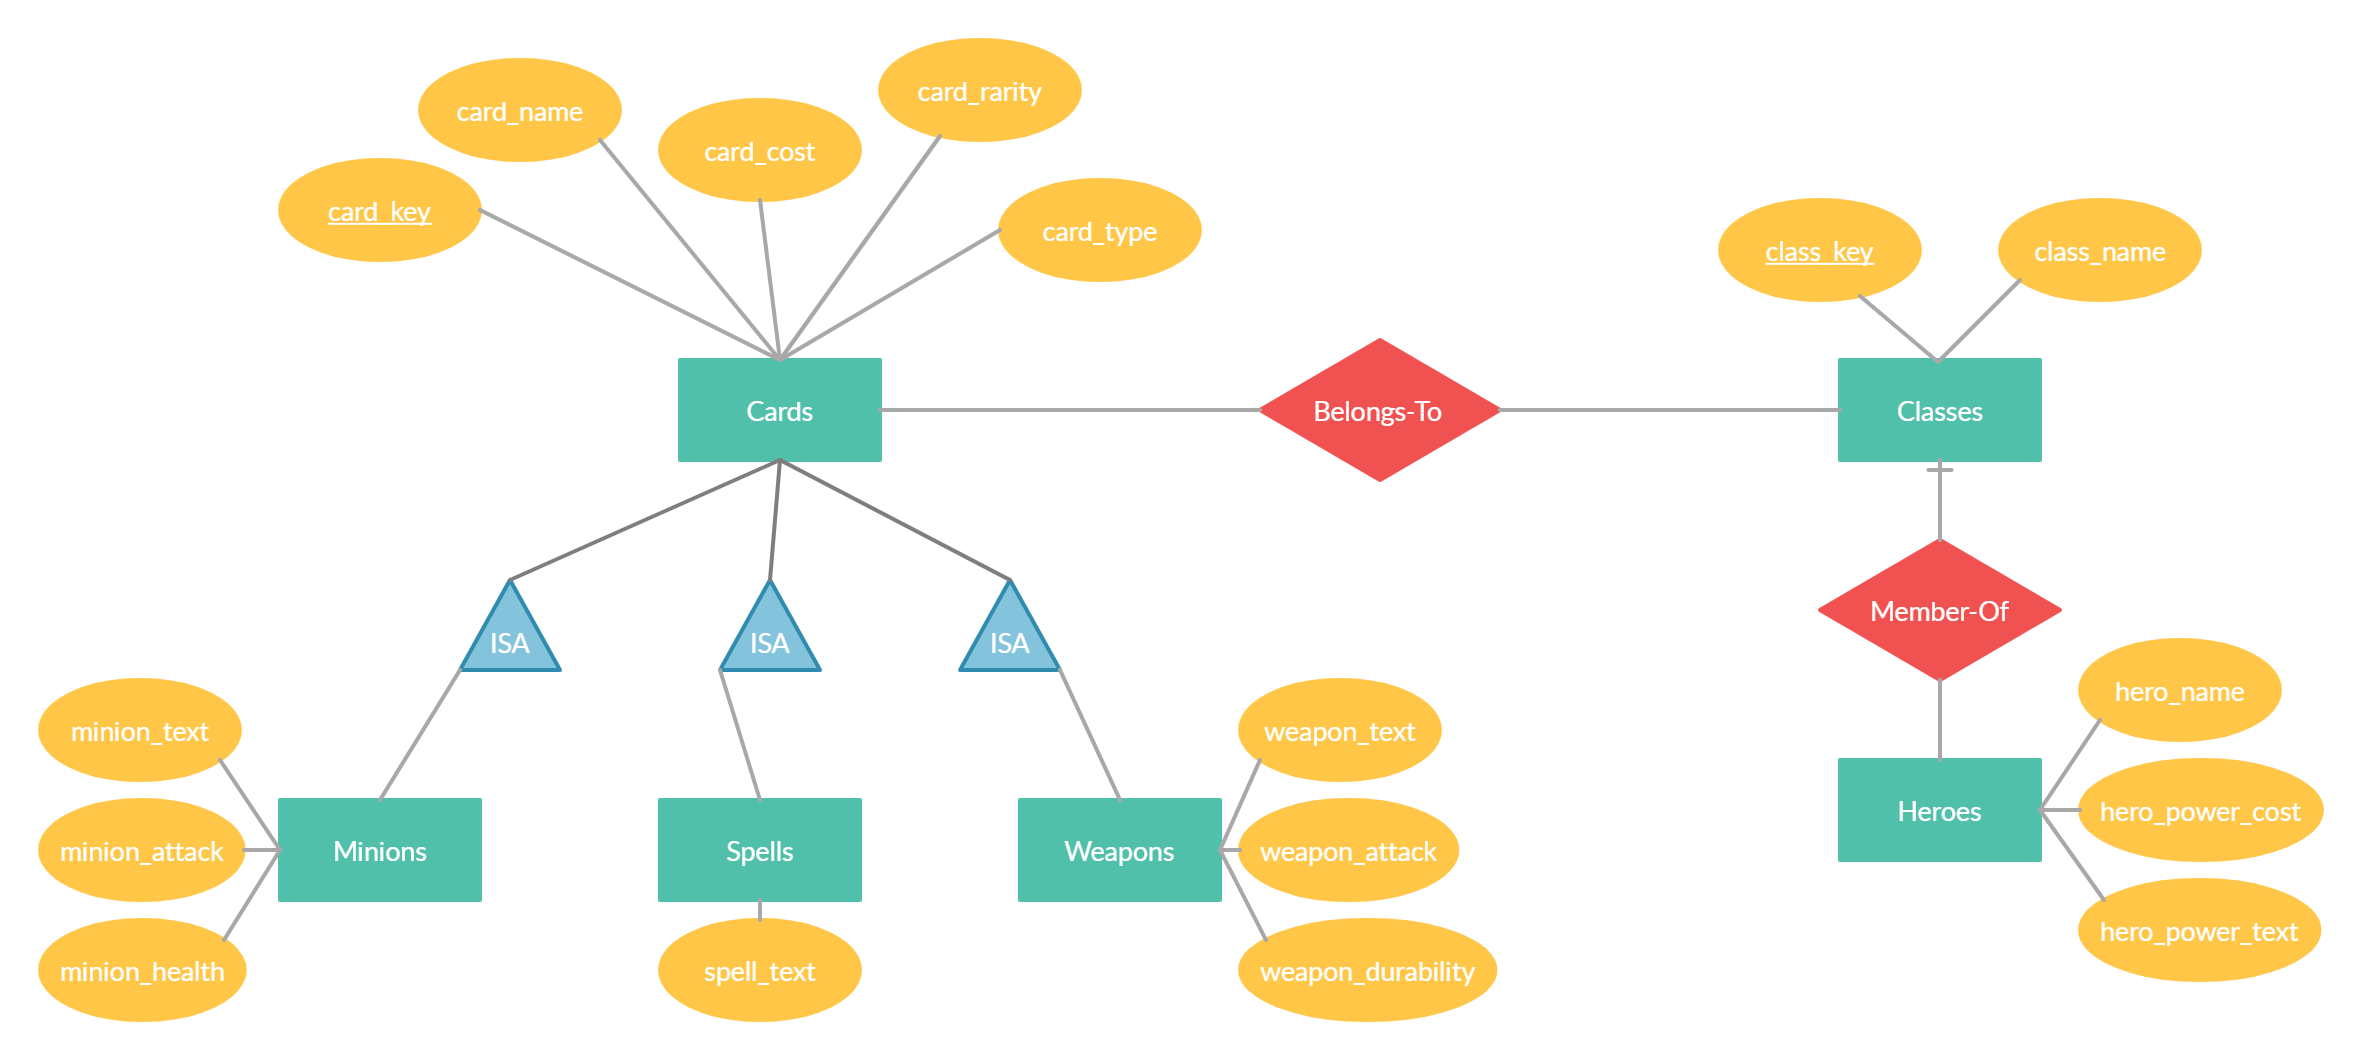 card_rarity
card_name
card_cost
card_key
card_type
class_key
class_name
Cards
Belongs-To
Classes
ISA
ISA
ISA
Member-Of
hero_name
minion_text
weapon_text
hero_power_cost
Heroes
minion_attack
Minions
Spells
Weapons
weapon_attack
hero_power_text
minion_health
spell_text
weapon_durability